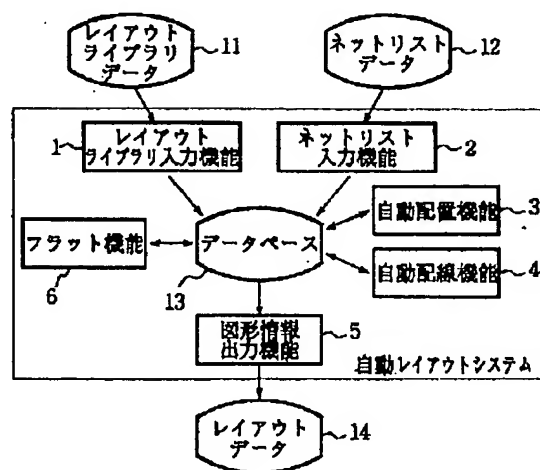 レイアウト
ライブラリ
データ
11
ネットリスト
データ
12
1
レイアウト
ライブラリ入力機能
ネットリスト
入力機能
2
自動配置機能
3
フラット機能
6
データベース
13
自動配線機能
4
図形情報
出力機能
5
自動レイアウトシステム
レイアウト
データ
14